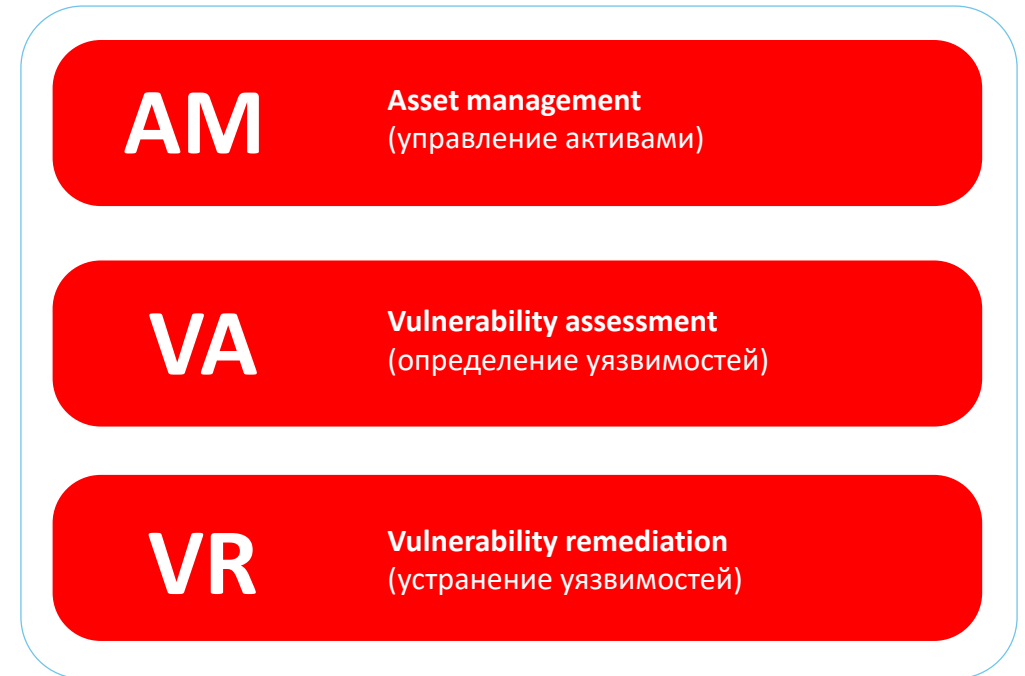 AM
Asset management
(управление активами)
VA
Vulnerability assessment
(определение уязвимостей)
VR
Vulnerability remediation
(устранение уязвимостей)